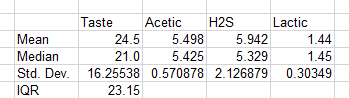 Taste Acetic H2S Lactic
Mean 24.5 5.498 5.942 1.44
Median 21.0 5.425 5.329 1.45
Std. Dev. 16.25538 0.570878 2.126879 0.30349
IQR 23.15